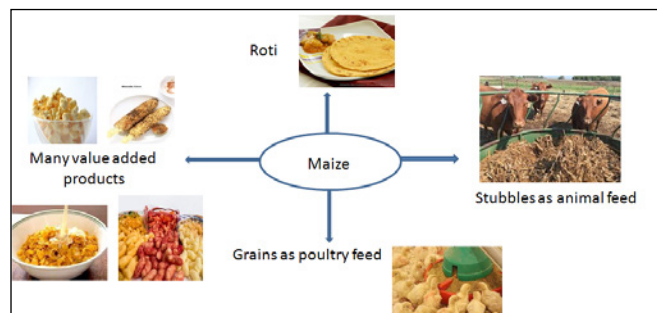 Roti
Many value added
products
Maize
Stubbles as animal feed
Grains as poultry feed